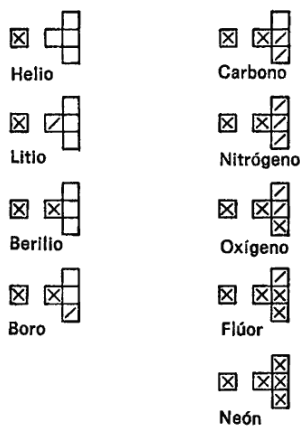 Helio
Litio
Berilio
Boro
Carbono
Nitrógeno
Oxígeno
Flúor
Neón